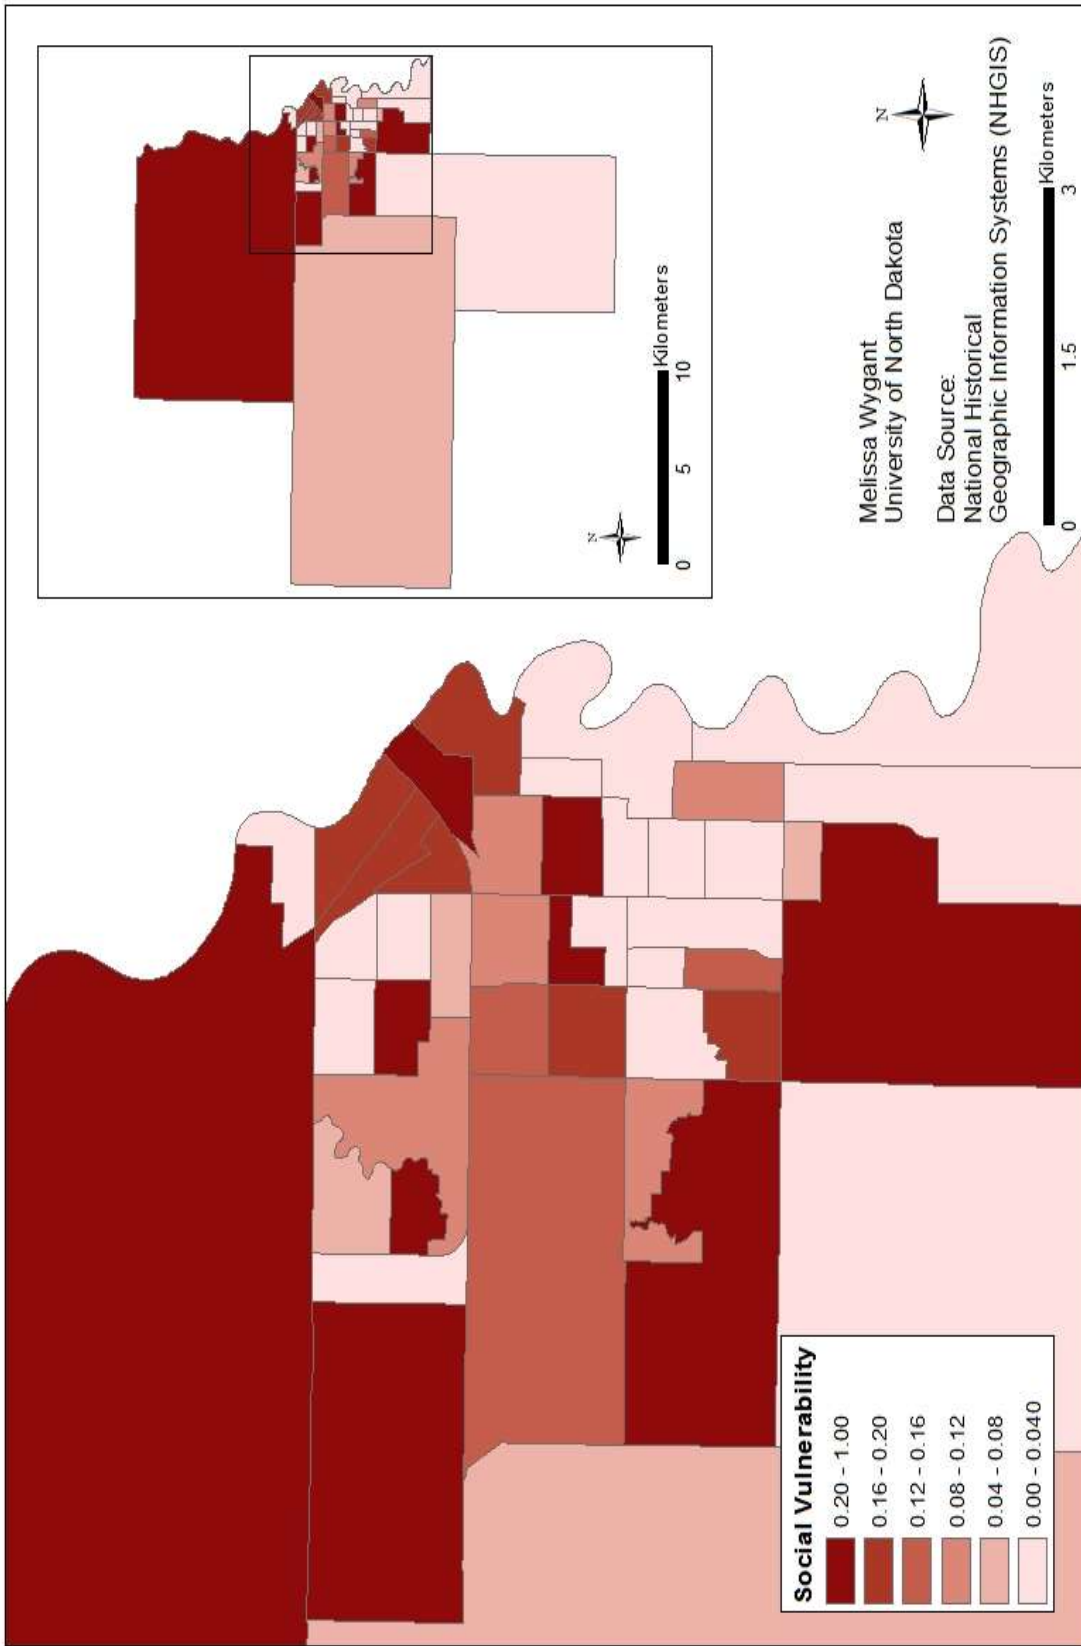 N
Kilometers
0 5 10
Melissa Wygant
University of North Dakota
Data Source:
National Historical
Geographic Information Systems (NHGIS)
N
Kilometers
0 1.5 3
Social Vulnerability
0.20 - 1.00
0.16 - 0.20
0.12 - 0.16
0.08 - 0.12
0.04 - 0.08
0.00 - 0.040